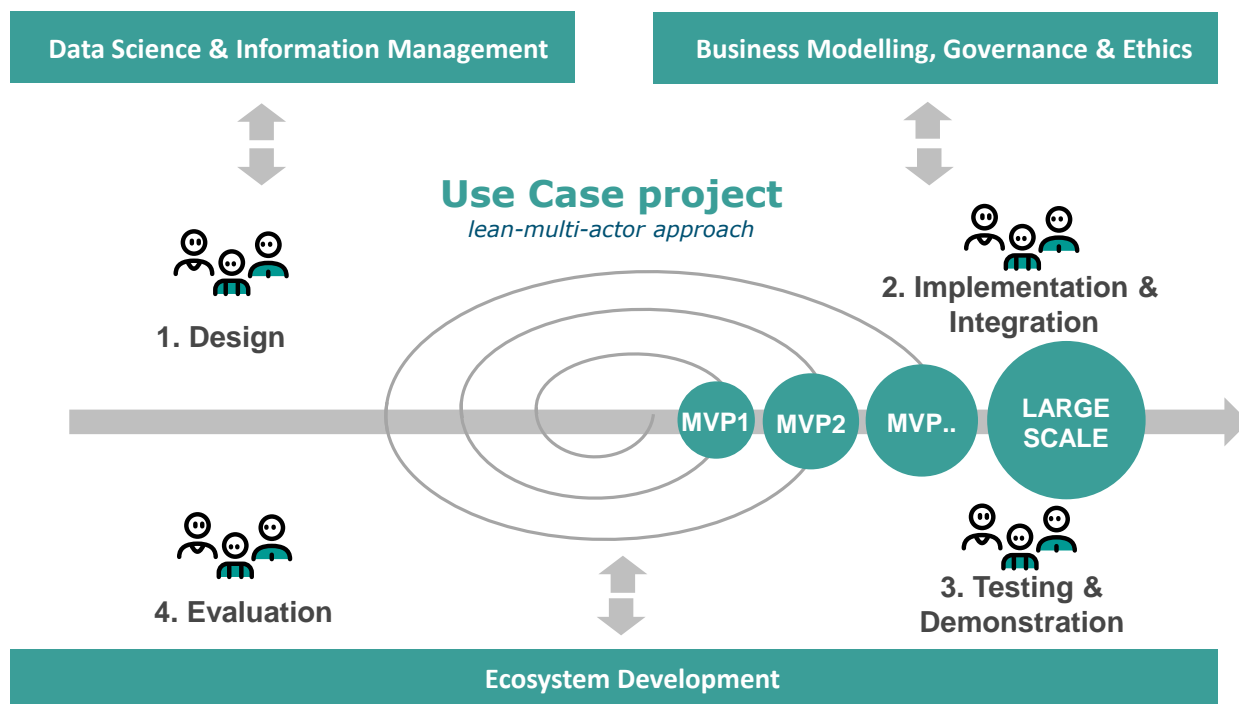 Data Science & Information Management
Business Modelling, Governance & Ethics
Use Case project
lean-multi-actor approach
1. Design
2. Implementation &
Integration
MVP1
MVP2
MVP..
LARGE
SCALE
4. Evaluation
3. Testing &
Demonstration
Ecosystem Development